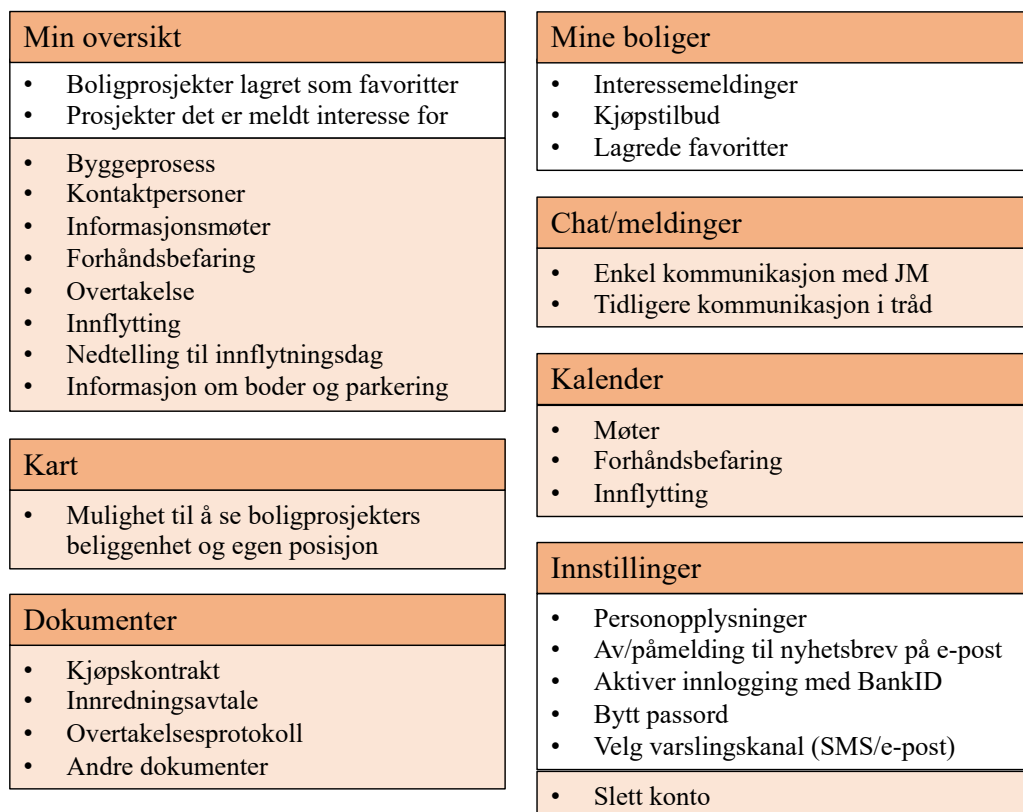 Min oversikt
• Boligprosjekter lagret som favoritter
• Prosjekter det er meldt interesse for
• Byggeprosess
• Kontaktpersoner
• Informasjonsmøter
• Forhåndsbefaring
• Overtakelse
• Innflytting
• Nedtelling til innflytningsdag
• Informasjon om boder og parkering
Kart
• Mulighet til å se boligprosjekters
beliggenhet og egen posisjon
Dokumenter
• Kjøpskontrakt
• Innredningsavtale
• Overtakelsesprotokoll
• Andre dokumenter
Mine boliger
• Interessemeldinger
• Kjøpstilbud
• Lagrede favoritter
Chat/meldinger
• Enkel kommunikasjon med JM
• Tidligere kommunikasjon i tråd
Kalender
• Møter
• Forhåndsbefaring
• Innflytting
Innstillinger
• Personopplysninger
• Av/påmelding til nyhetsbrev på e-post
• Aktiver innlogging med BankID
• Bytt passord
• Velg varslingskanal (SMS/e-post)
• Slett konto